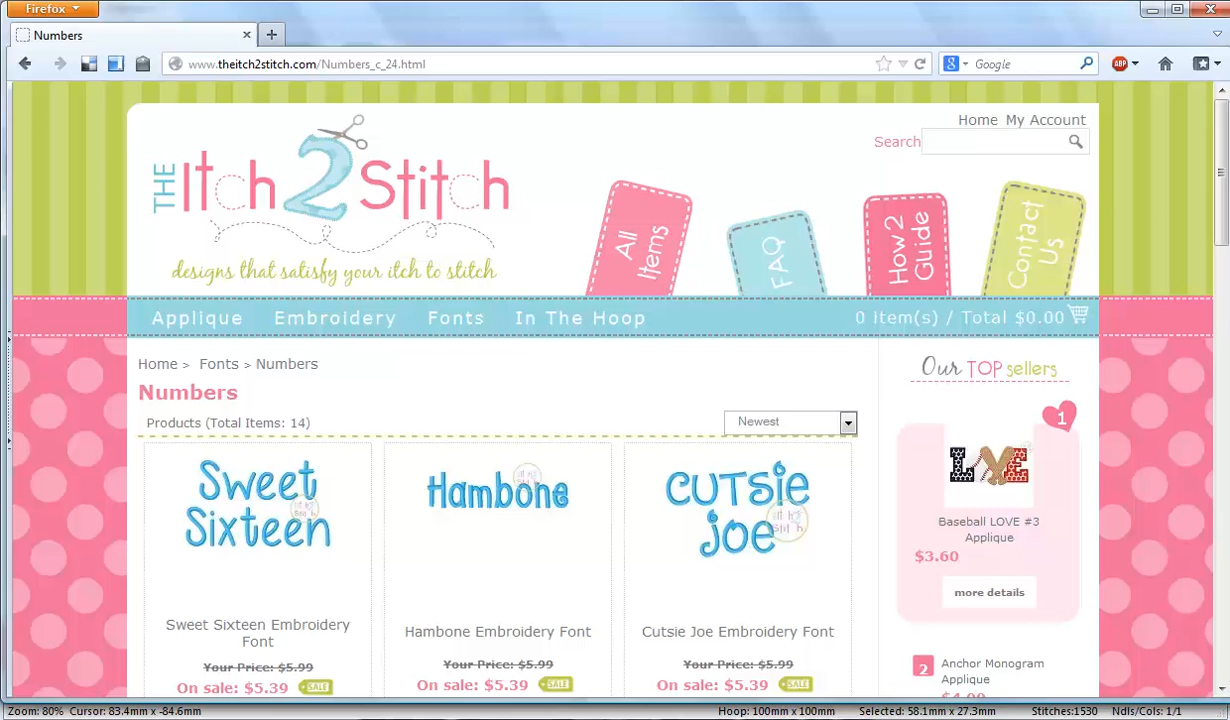 Firefox
Numbers
www.theitch2stitch.com/Numbers_c_24.html
Google
ABP
Home My Account
Search
THE Itch 2 Stitch
designs that satisfy your itch to stitch
All Items
FAQ
How 2 Guide
Contact Us
Applique Embroidery Fonts In The Hoop
0 item(s) / Total $0.00
Home > Fonts > Numbers
Numbers
Products (Total Items: 14)
Newest
Sweet Sixteen
Hambone
Cutsie Joe
Sweet Sixteen Embroidery
Font
Your Price: $5.99
On sale: $5.39 SALE
Hambone Embroidery Font
Your Price: $5.99
On sale: $5.39 SALE
Cutsie Joe Embroidery Font
Your Price: $5.99
On sale: $5.39 SALE
Our TOP sellers
1
LOVE
Baseball LOVE #3
Applique
$3.60
more details
2
Anchor Monogram
Applique
Zoom: 80% Cursor: 83.4mm x -84.6mm
Hoop: 100mm x 100mm Selected: 58.1mm x 27.3mm Stitches:1530 Ndls/Cols: 1/1